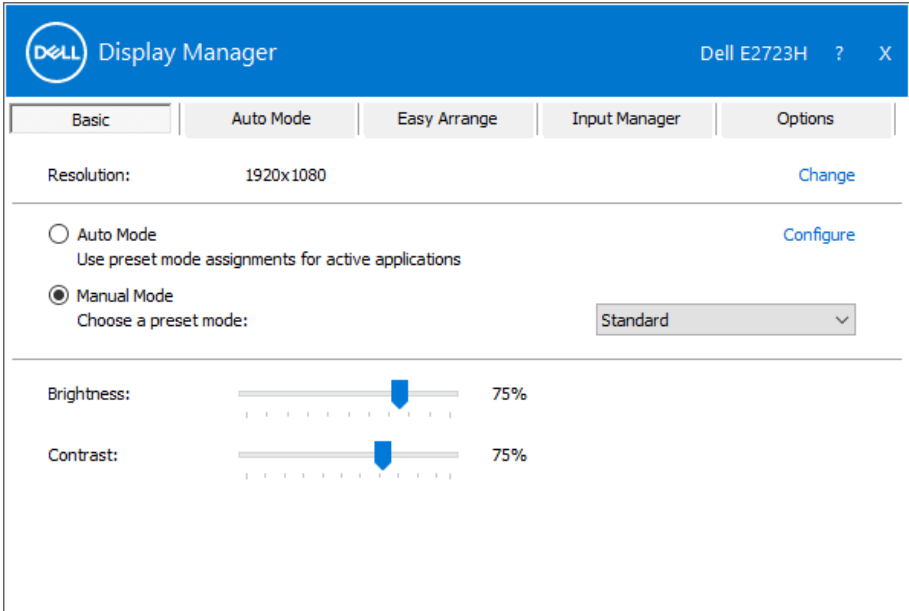 DELL Display Manager Dell E2723H ? X
Basic Auto Mode Easy Arrange Input Manager Options
Resolution: 1920x1080 Change
Auto Mode Configure
Use preset mode assignments for active applications
Manual Mode
Choose a preset mode: Standard
Brightness: 75%
Contrast: 75%